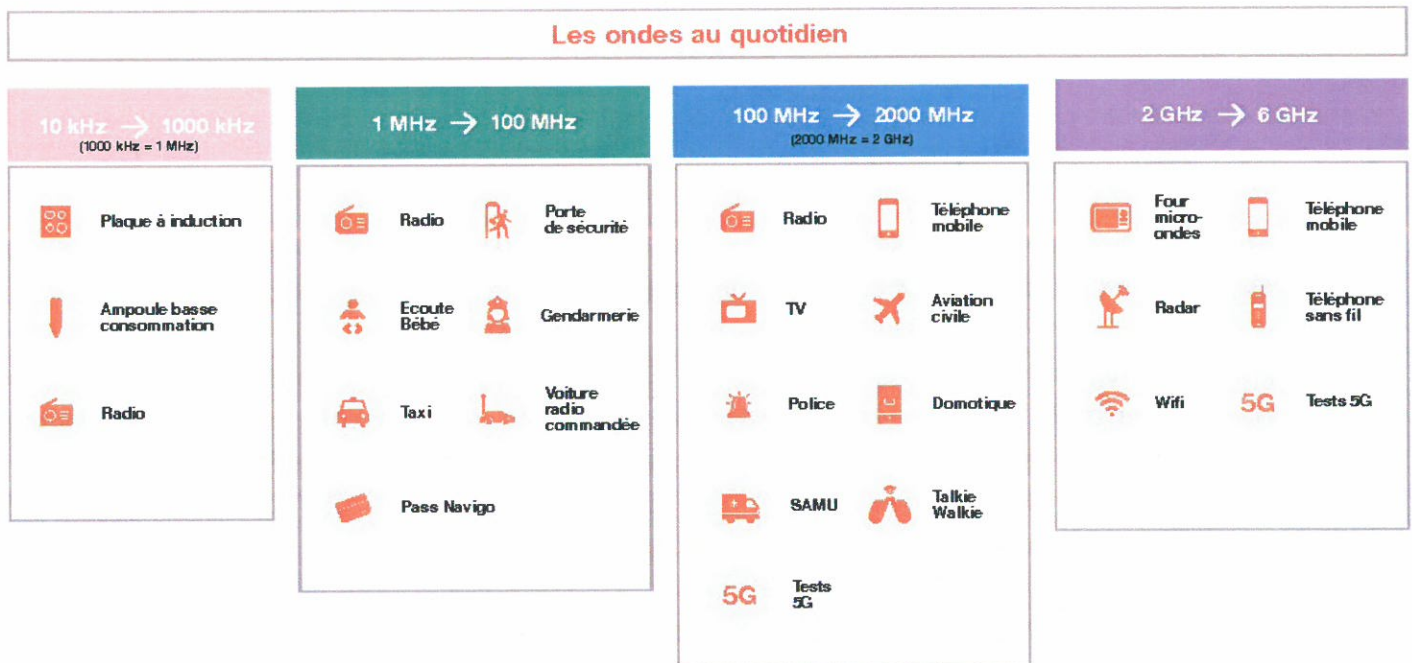 Les ondes au quotidien
10 kHz → 1000 kHz
(1000 kHz = 1 MHz)
Plaque à induction
Ampoule basse
consommation
Radio
1 MHz → 100 MHz
Radio
Porte
de sécurité
Ecoute
Bébé
Gendarmerie
Taxi
Voiture
radio
commandée
Pass Navigo
100 MHz → 2000 MHz
(2000 MHz = 2 GHz)
Radio
Téléphone
mobile
TV
Aviation
civile
Police
Domotique
SAMU
Talkie
Walkie
5G
Tests
5G
2 GHz → 6 GHz
Four
micro-
ondes
Téléphone
mobile
Radar
Téléphone
sans fil
Wifi
5G
Tests 5G